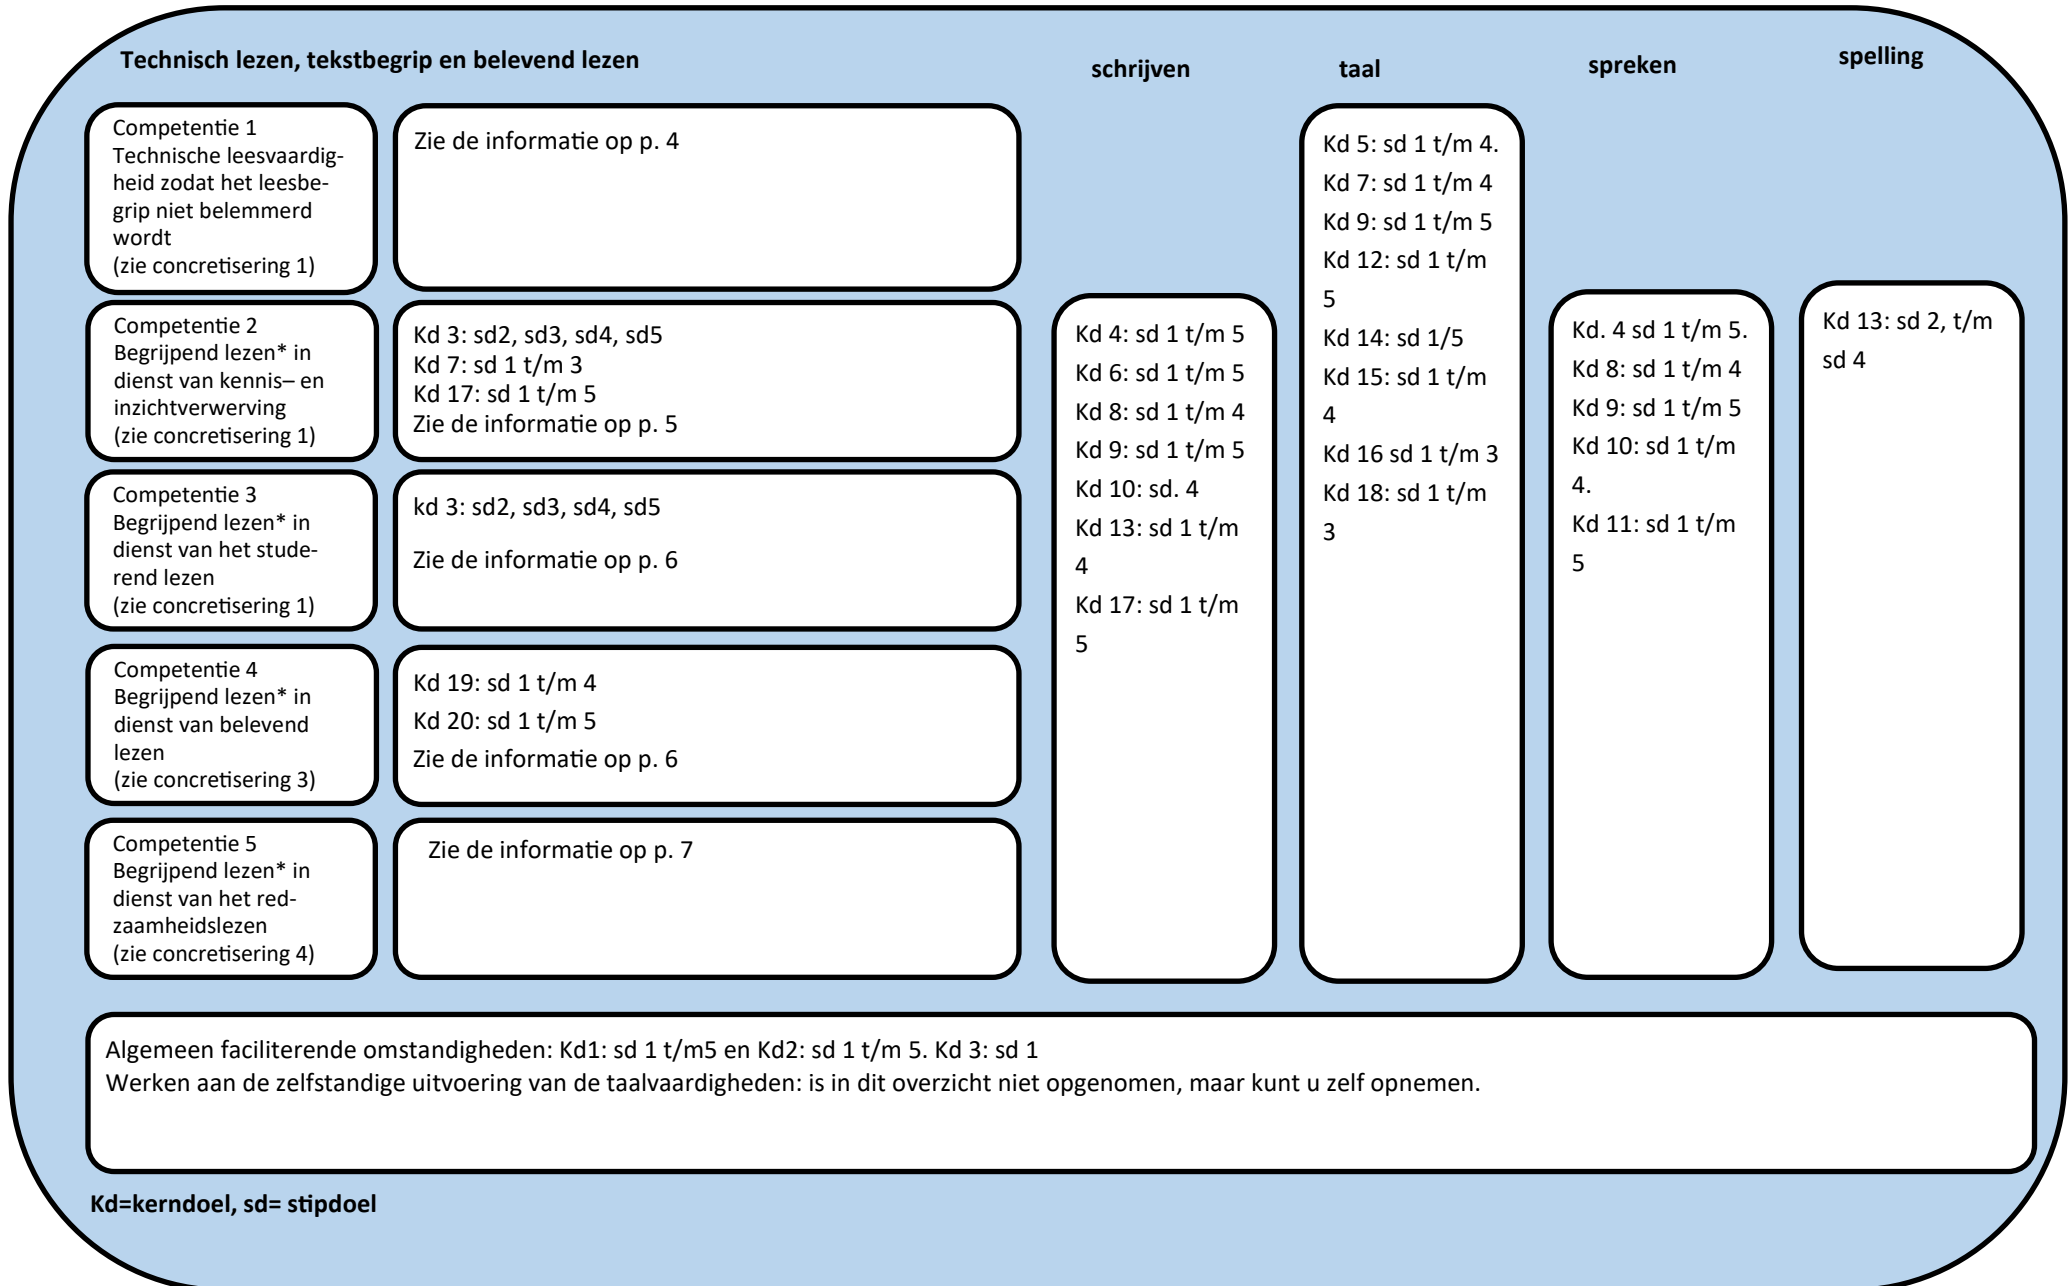 Technisch lezen, tekstbegrip en belevend lezen
schrijven
taal
spreken
spelling
Competentie 1
Technische leesvaardig-
heid zodat het leesbe-
grip niet belemmerd
wordt
(zie concretisering 1)
Zie de informatie op p. 4
Competentie 2
Begrijpend lezen* in
dienst van kennis– en
inzichtverwerving
(zie concretisering 1)
Kd 3: sd2, sd3, sd4, sd5
Kd 7: sd 1 t/m 3
Kd 17: sd 1 t/m 5
Zie de informatie op p. 5
Competentie 3
Begrijpend lezen* in
dienst van het stude-
rend lezen
(zie concretisering 1)
kd 3: sd2, sd3, sd4, sd5
Zie de informatie op p. 6
Competentie 4
Begrijpend lezen* in
dienst van belevend
lezen
(zie concretisering 3)
Kd 19: sd 1 t/m 4
Kd 20: sd 1 t/m 5
Zie de informatie op p. 6
Competentie 5
Begrijpend lezen* in
dienst van het red-
zaamheidslezen
(zie concretisering 4)
Zie de informatie op p. 7
Kd 4: sd 1 t/m 5
Kd 6: sd 1 t/m 5
Kd 8: sd 1 t/m 4
Kd 9: sd 1 t/m 5
Kd 10: sd. 4
Kd 13: sd 1 t/m
4
Kd 17: sd 1 t/m
5
Kd 5: sd 1 t/m 4.
Kd 7: sd 1 t/m 4
Kd 9: sd 1 t/m 5
Kd 12: sd 1 t/m
5
Kd 14: sd 1/5
Kd 15: sd 1 t/m
4
Kd 16 sd 1 t/m 3
Kd 18: sd 1 t/m
3
Kd. 4 sd 1 t/m 5.
Kd 8: sd 1 t/m 4
Kd 9: sd 1 t/m 5
Kd 10: sd 1 t/m
4.
Kd 11: sd 1 t/m
5
Kd 13: sd 2, t/m
sd 4
Algemeen faciliterende omstandigheden: Kd1: sd 1 t/m5 en Kd2: sd 1 t/m 5. Kd 3: sd 1
Werken aan de zelfstandige uitvoering van de taalvaardigheden: is in dit overzicht niet opgenomen, maar kunt u zelf opnemen.
Kd=kerndoel, sd= stipdoel